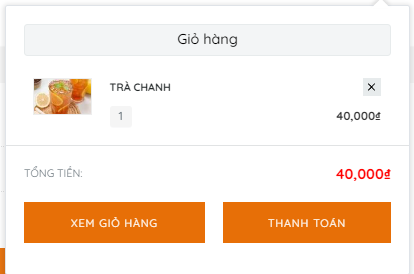 Giỏ hàng
TRÀ CHANH
×
1
40,000₫
TỔNG TIỀN:
40,000₫
XEM GIỎ HÀNG
THANH TOÁN